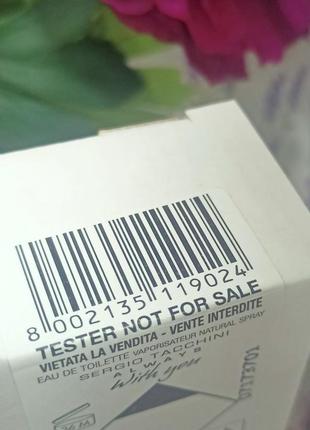 8 002135 119024
TESTER NOT FOR SALE
VIETATA LA VENDITA - VENTE INTERDITE
EAU DE TOILETTE VAPORISATEUR NATURAL SPRAY
SERGIO TACCHINI
ALWAYS
With you
36 M